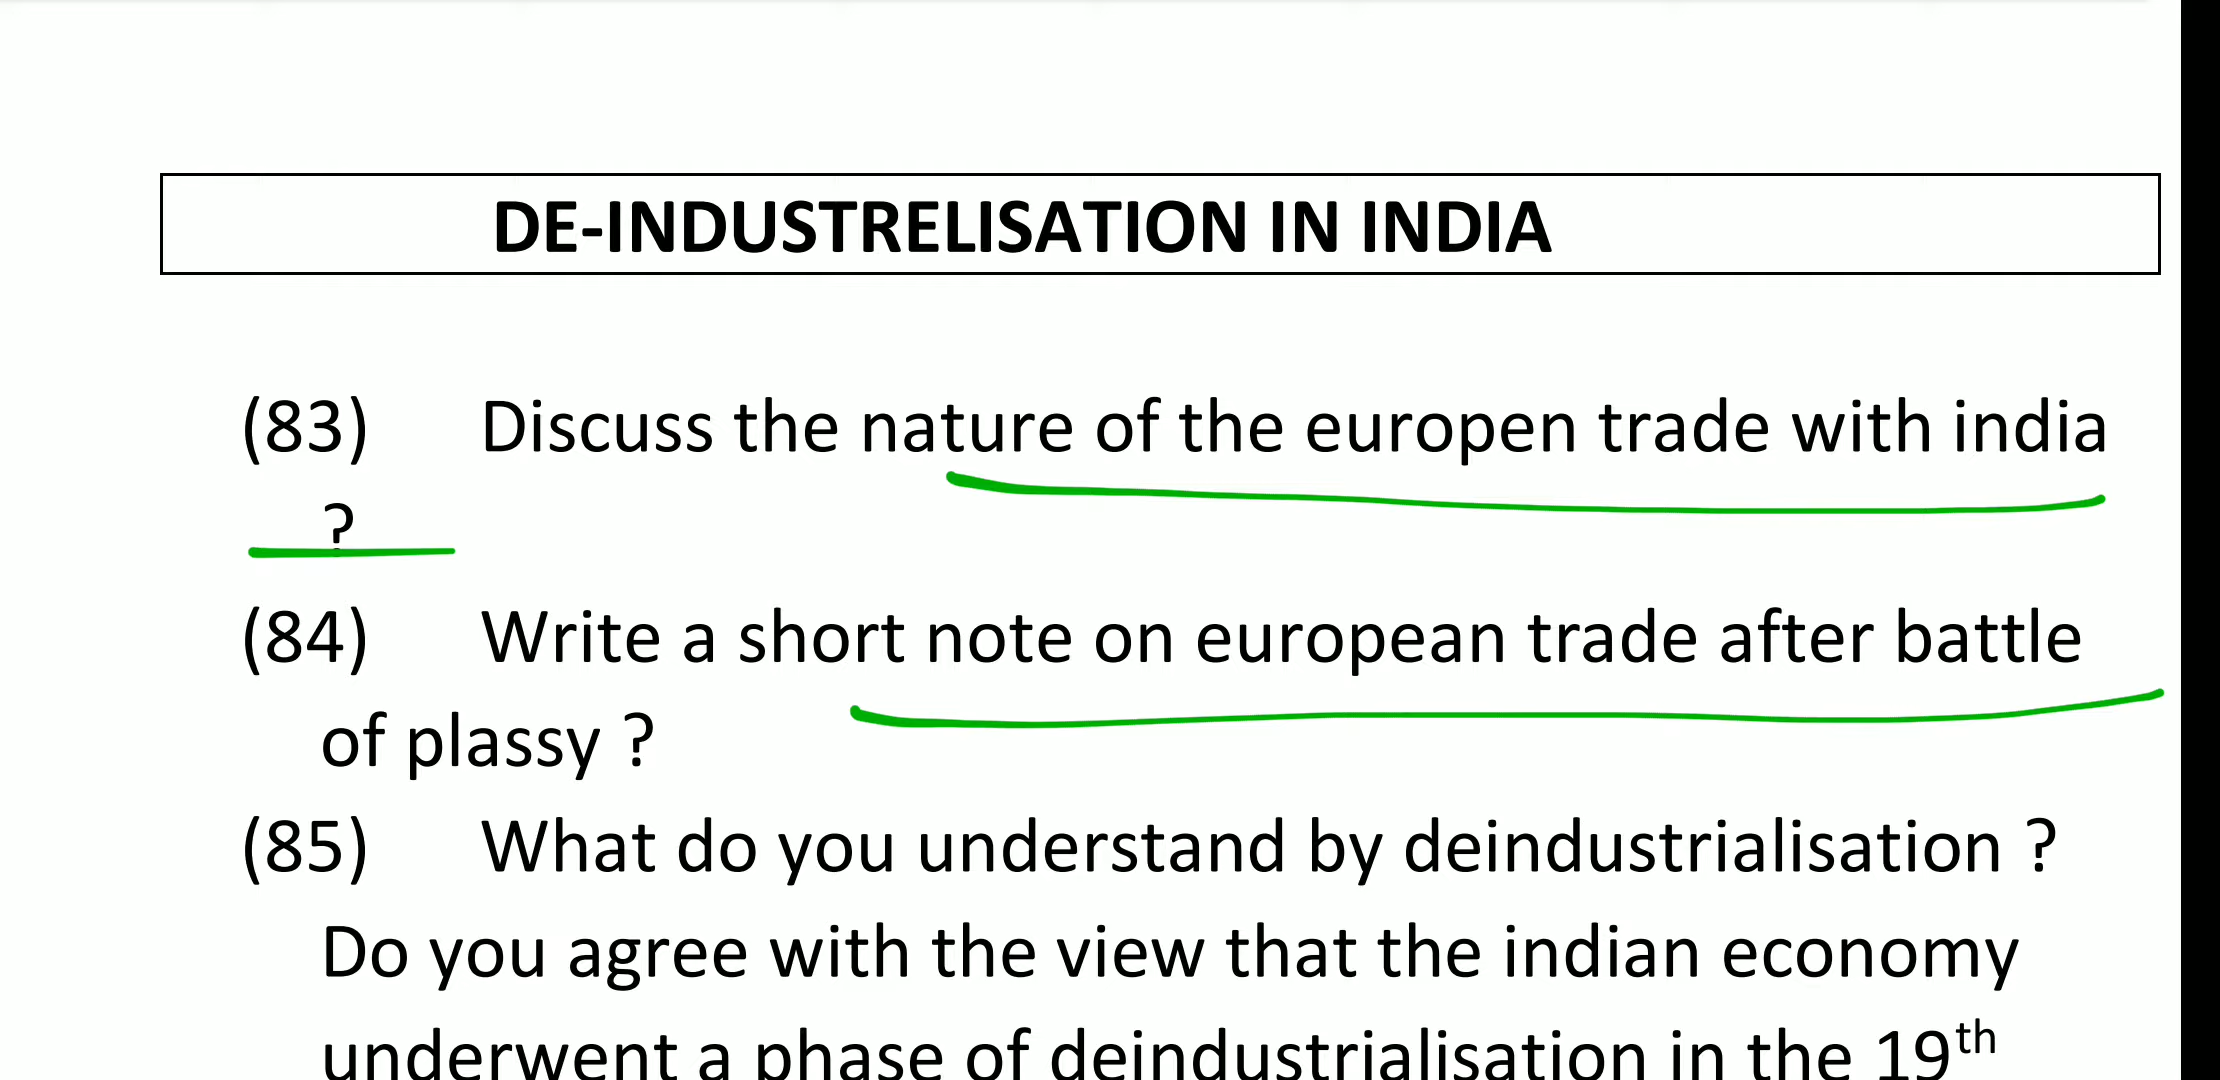 DE-INDUSTRELISATION IN INDIA
(83) Discuss the nature of the europen trade with india
?
(84) Write a short note on european trade after battle
of plassy ?
(85) What do you understand by deindustrialisation ?
Do you agree with the view that the indian economy
underwent a phase of deindustrialisation in the 19th